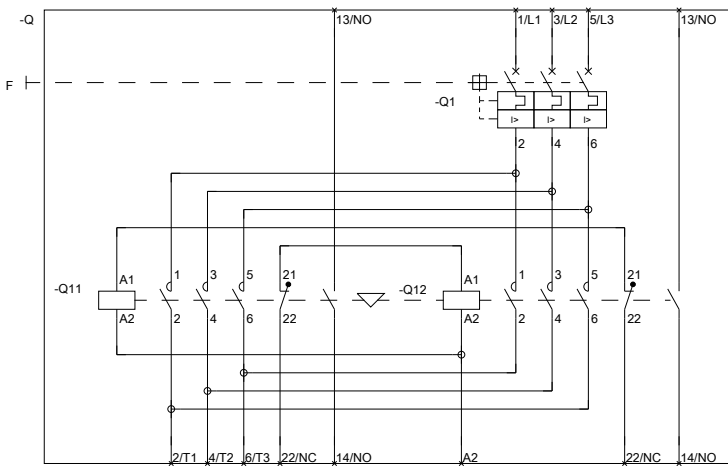 -Q 13/NO 1/L1 3/L2 5/L3 13/NO
F
-Q1
I> I> I>
2 4 6
1 3 5 21 1 3 5 21
A1 A1
-Q11 -Q12
A2 2 4 6 22 A2 2 4 6 22
2/T1 4/T2 6/T3 22/NC 14/NO A2 22/NC 14/NO